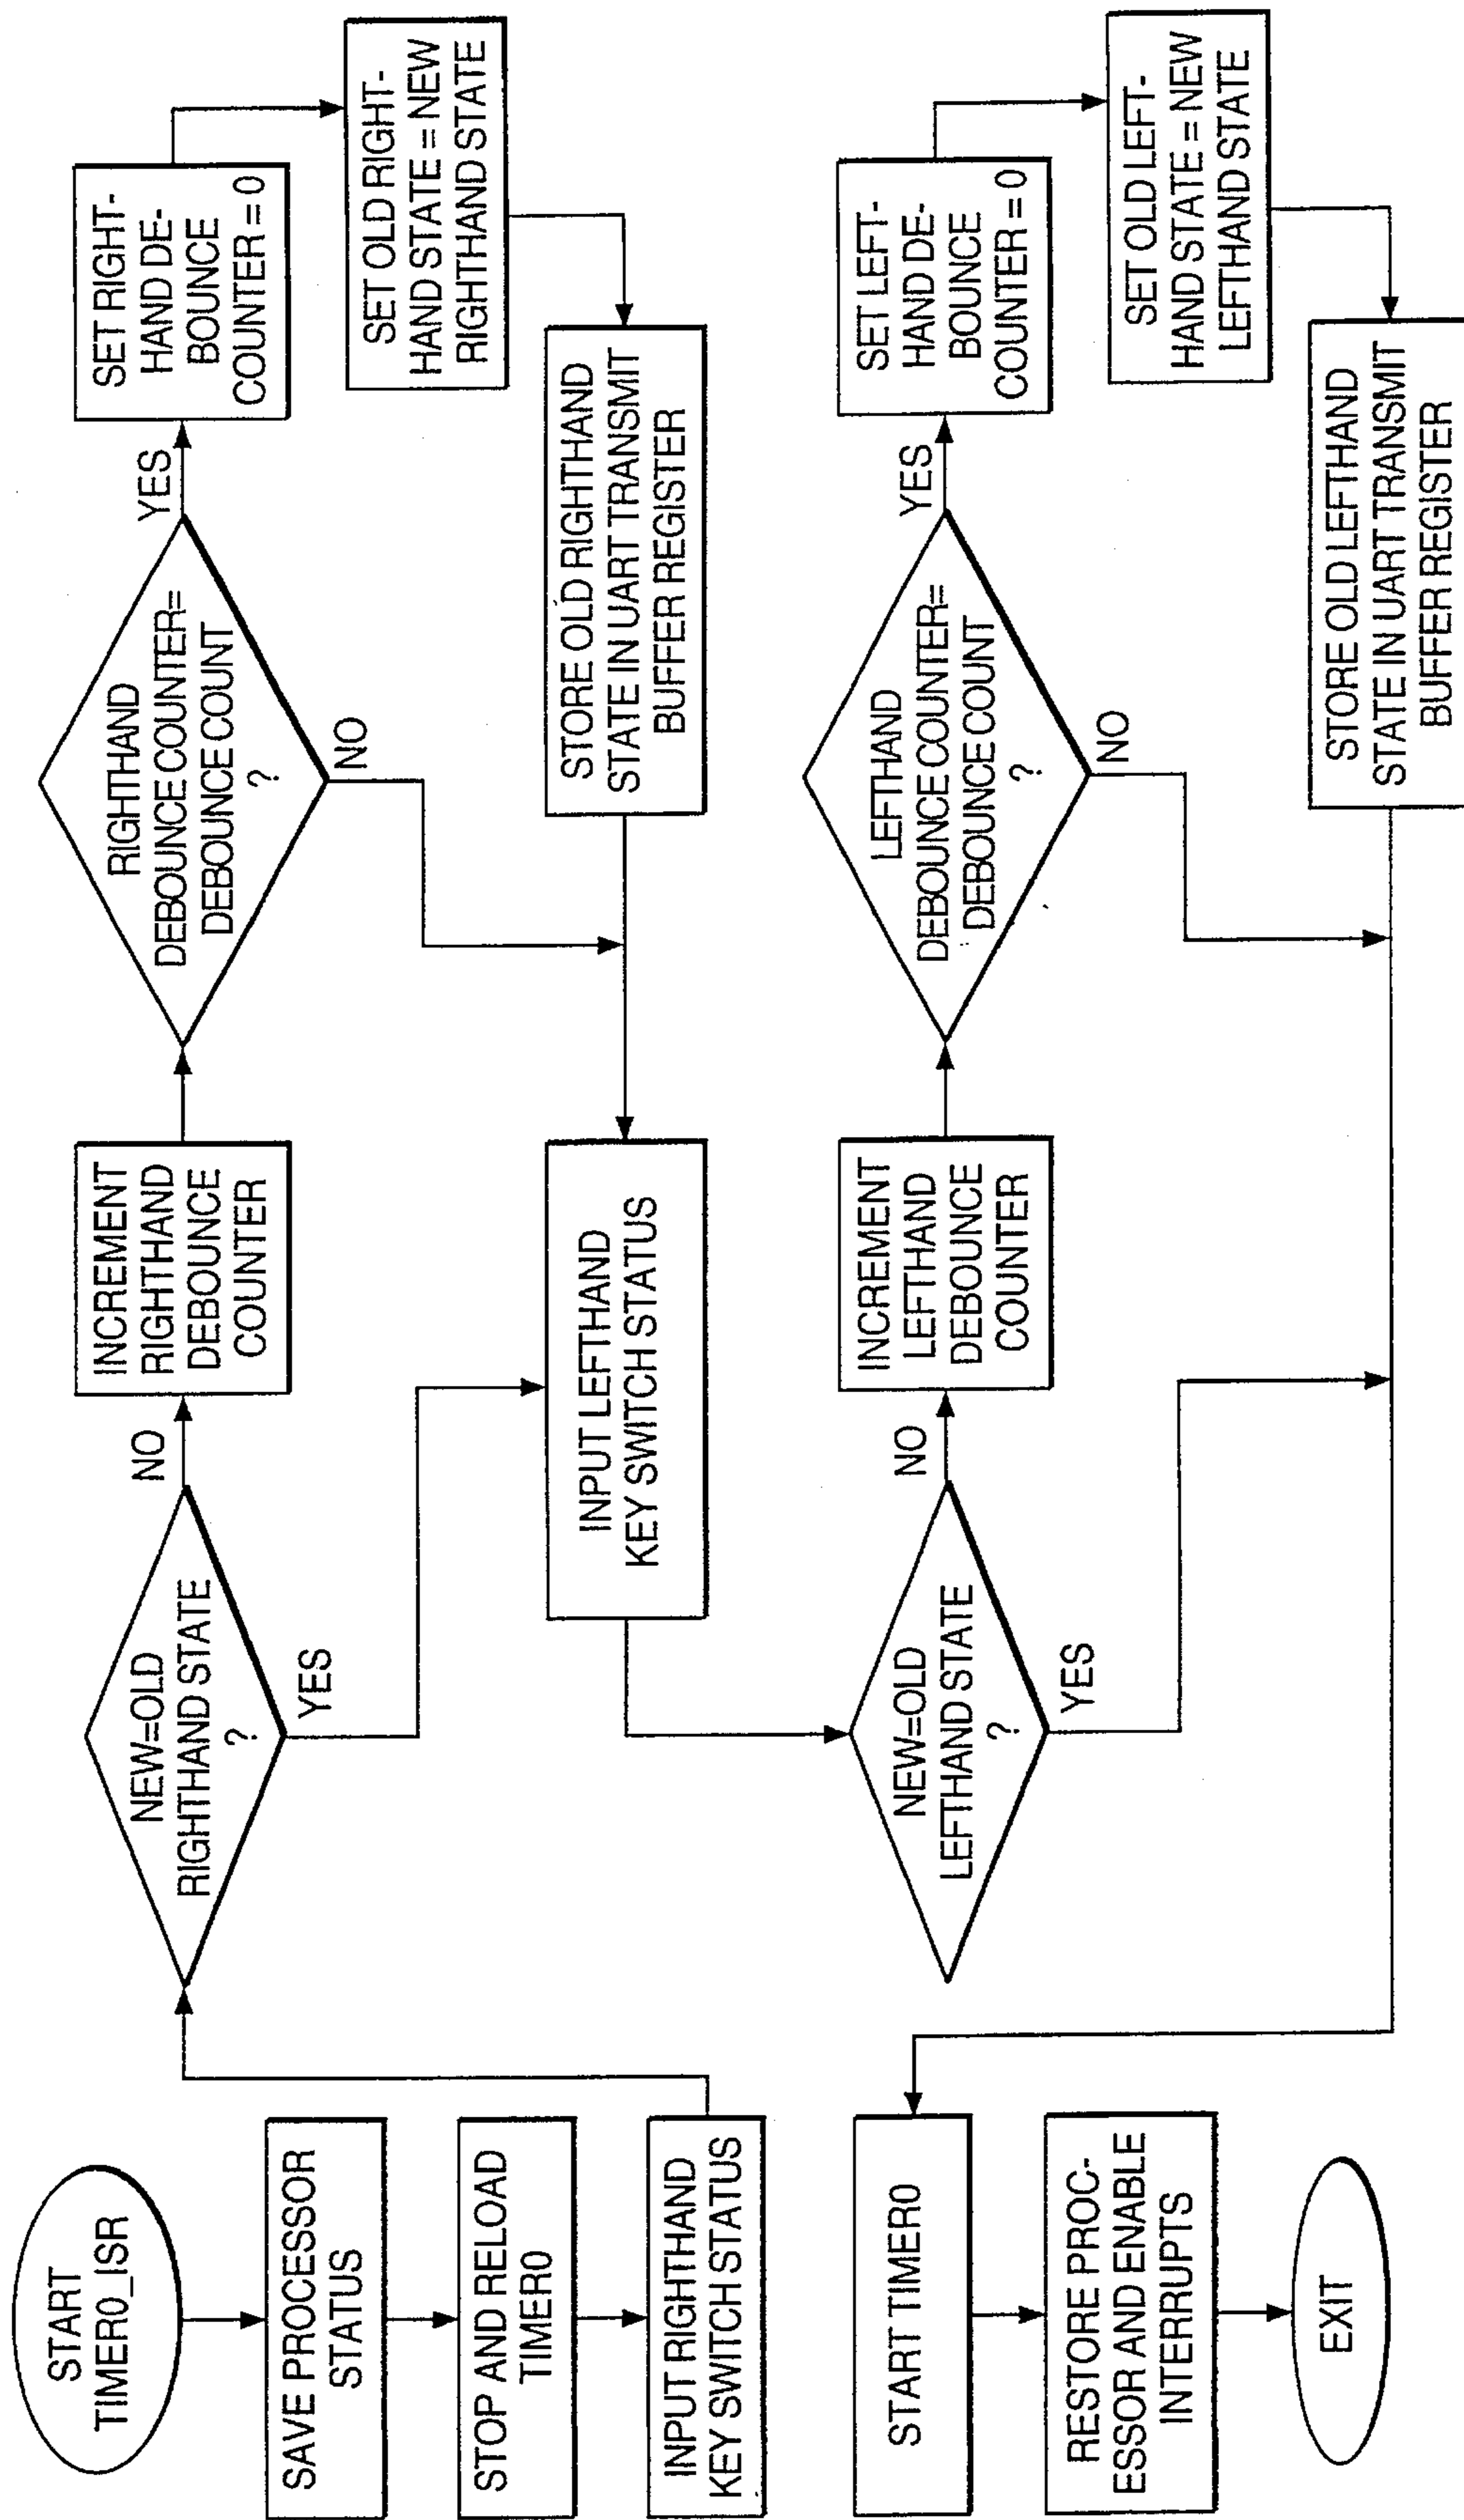 START
TIMER0_ISR
SAVE PROCESSOR
STATUS
STOP AND RELOAD
TIMER0
INPUT RIGHTHAND
KEY SWITCH STATUS
NEW=OLD
RIGHTHAND STATE
?
NO
YES
INCREMENT
RIGHTHAND
DEBOUNCE
COUNTER
RIGHTHAND
DEBOUNCE COUNTER=
DEBOUNCE COUNT
?
YES
NO
SET RIGHT-
HAND DE-
BOUNCE
COUNTER = 0
SET OLD RIGHT-
HAND STATE = NEW
RIGHTHAND STATE
STORE OLD RIGHTHAND
STATE IN UART TRANSMIT
BUFFER REGISTER
INPUT LEFTHAND
KEY SWITCH STATUS
NEW=OLD
LEFTHAND STATE
?
NO
YES
INCREMENT
LEFTHAND
DEBOUNCE
COUNTER
LEFTHAND
DEBOUNCE COUNTER=
DEBOUNCE COUNT
?
YES
NO
SET LEFT-
HAND DE-
BOUNCE
COUNTER = 0
SET OLD LEFT-
HAND STATE = NEW
LEFTHAND STATE
STORE OLD LEFTHAND
STATE IN UART TRANSMIT
BUFFER REGISTER
START TIMER0
RESTORE PROC-
ESSOR AND ENABLE
INTERRUPTS
EXIT